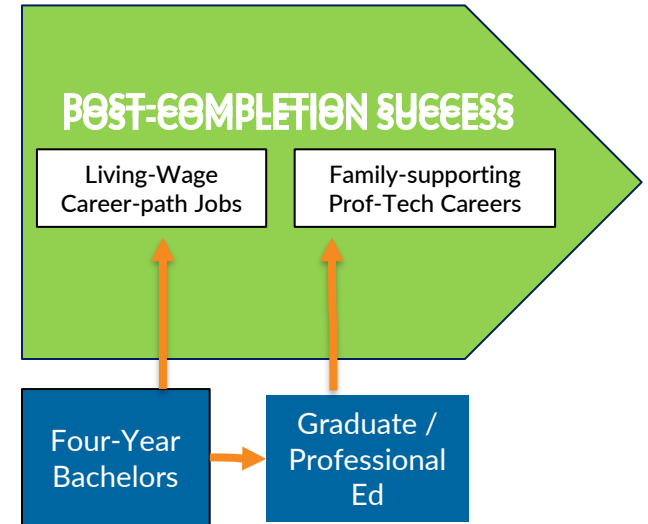 POST-COMPLETION SUCCESS
Living-Wage
Career-path Jobs
Family-supporting
Prof-Tech Careers
Four-Year
Bachelors
Graduate /
Professional
Ed